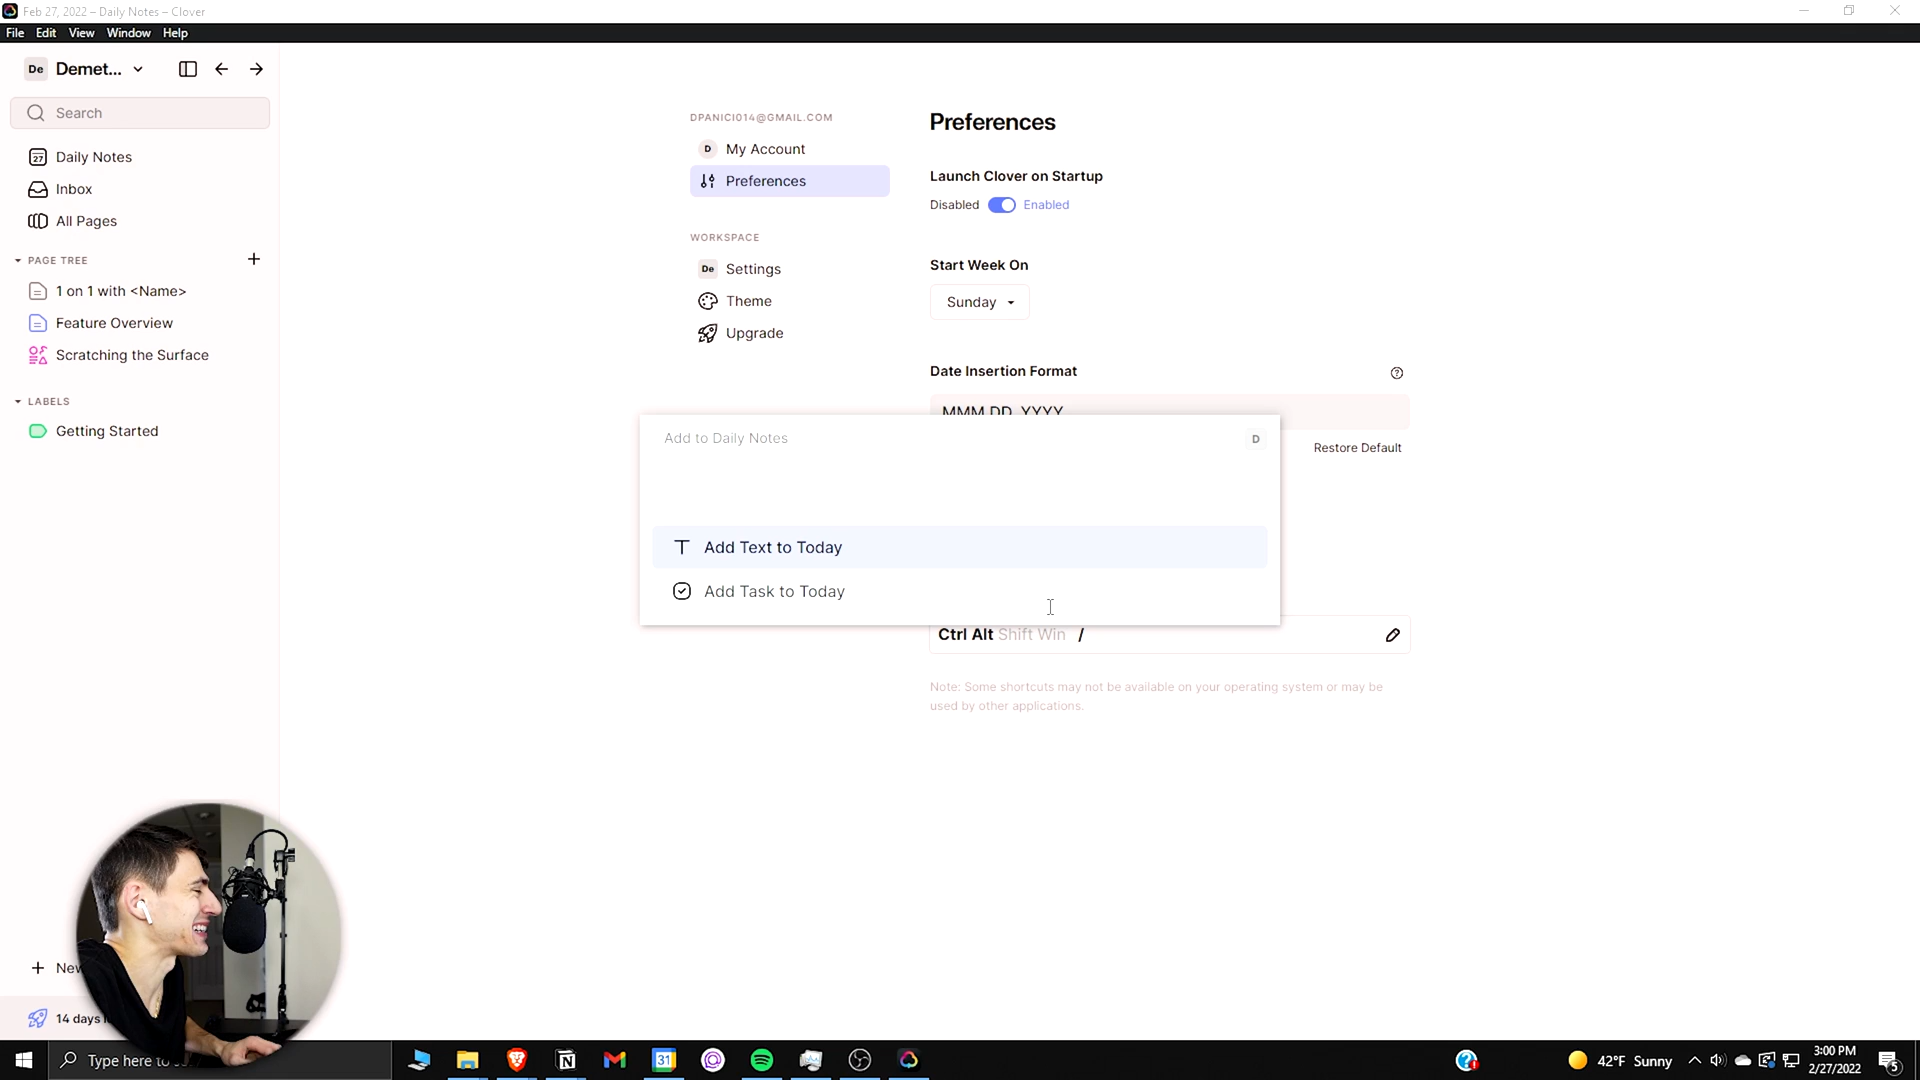 Feb 27, 2022 – Daily Notes – Clover
File Edit View Window Help
De Demet...
Search
27 Daily Notes
Inbox
All Pages
PAGE TREE
1 on 1 with <Name>
Feature Overview
Scratching the Surface
LABELS
Getting Started
New
14 days
DPANICI014@GMAIL.COM
D My Account
Preferences
WORKSPACE
De Settings
Theme
Upgrade
Preferences
Launch Clover on Startup
Disabled Enabled
Start Week On
Sunday
Date Insertion Format
MMM DD, YYYY
Restore Default
Add to Daily Notes D
Add Text to Today
Add Task to Today
Ctrl Alt Shift Win /
Note: Some shortcuts may not be available on your operating system or may be
used by other applications.
Type here to
31
42°F Sunny
3:00 PM
2/27/2022
5